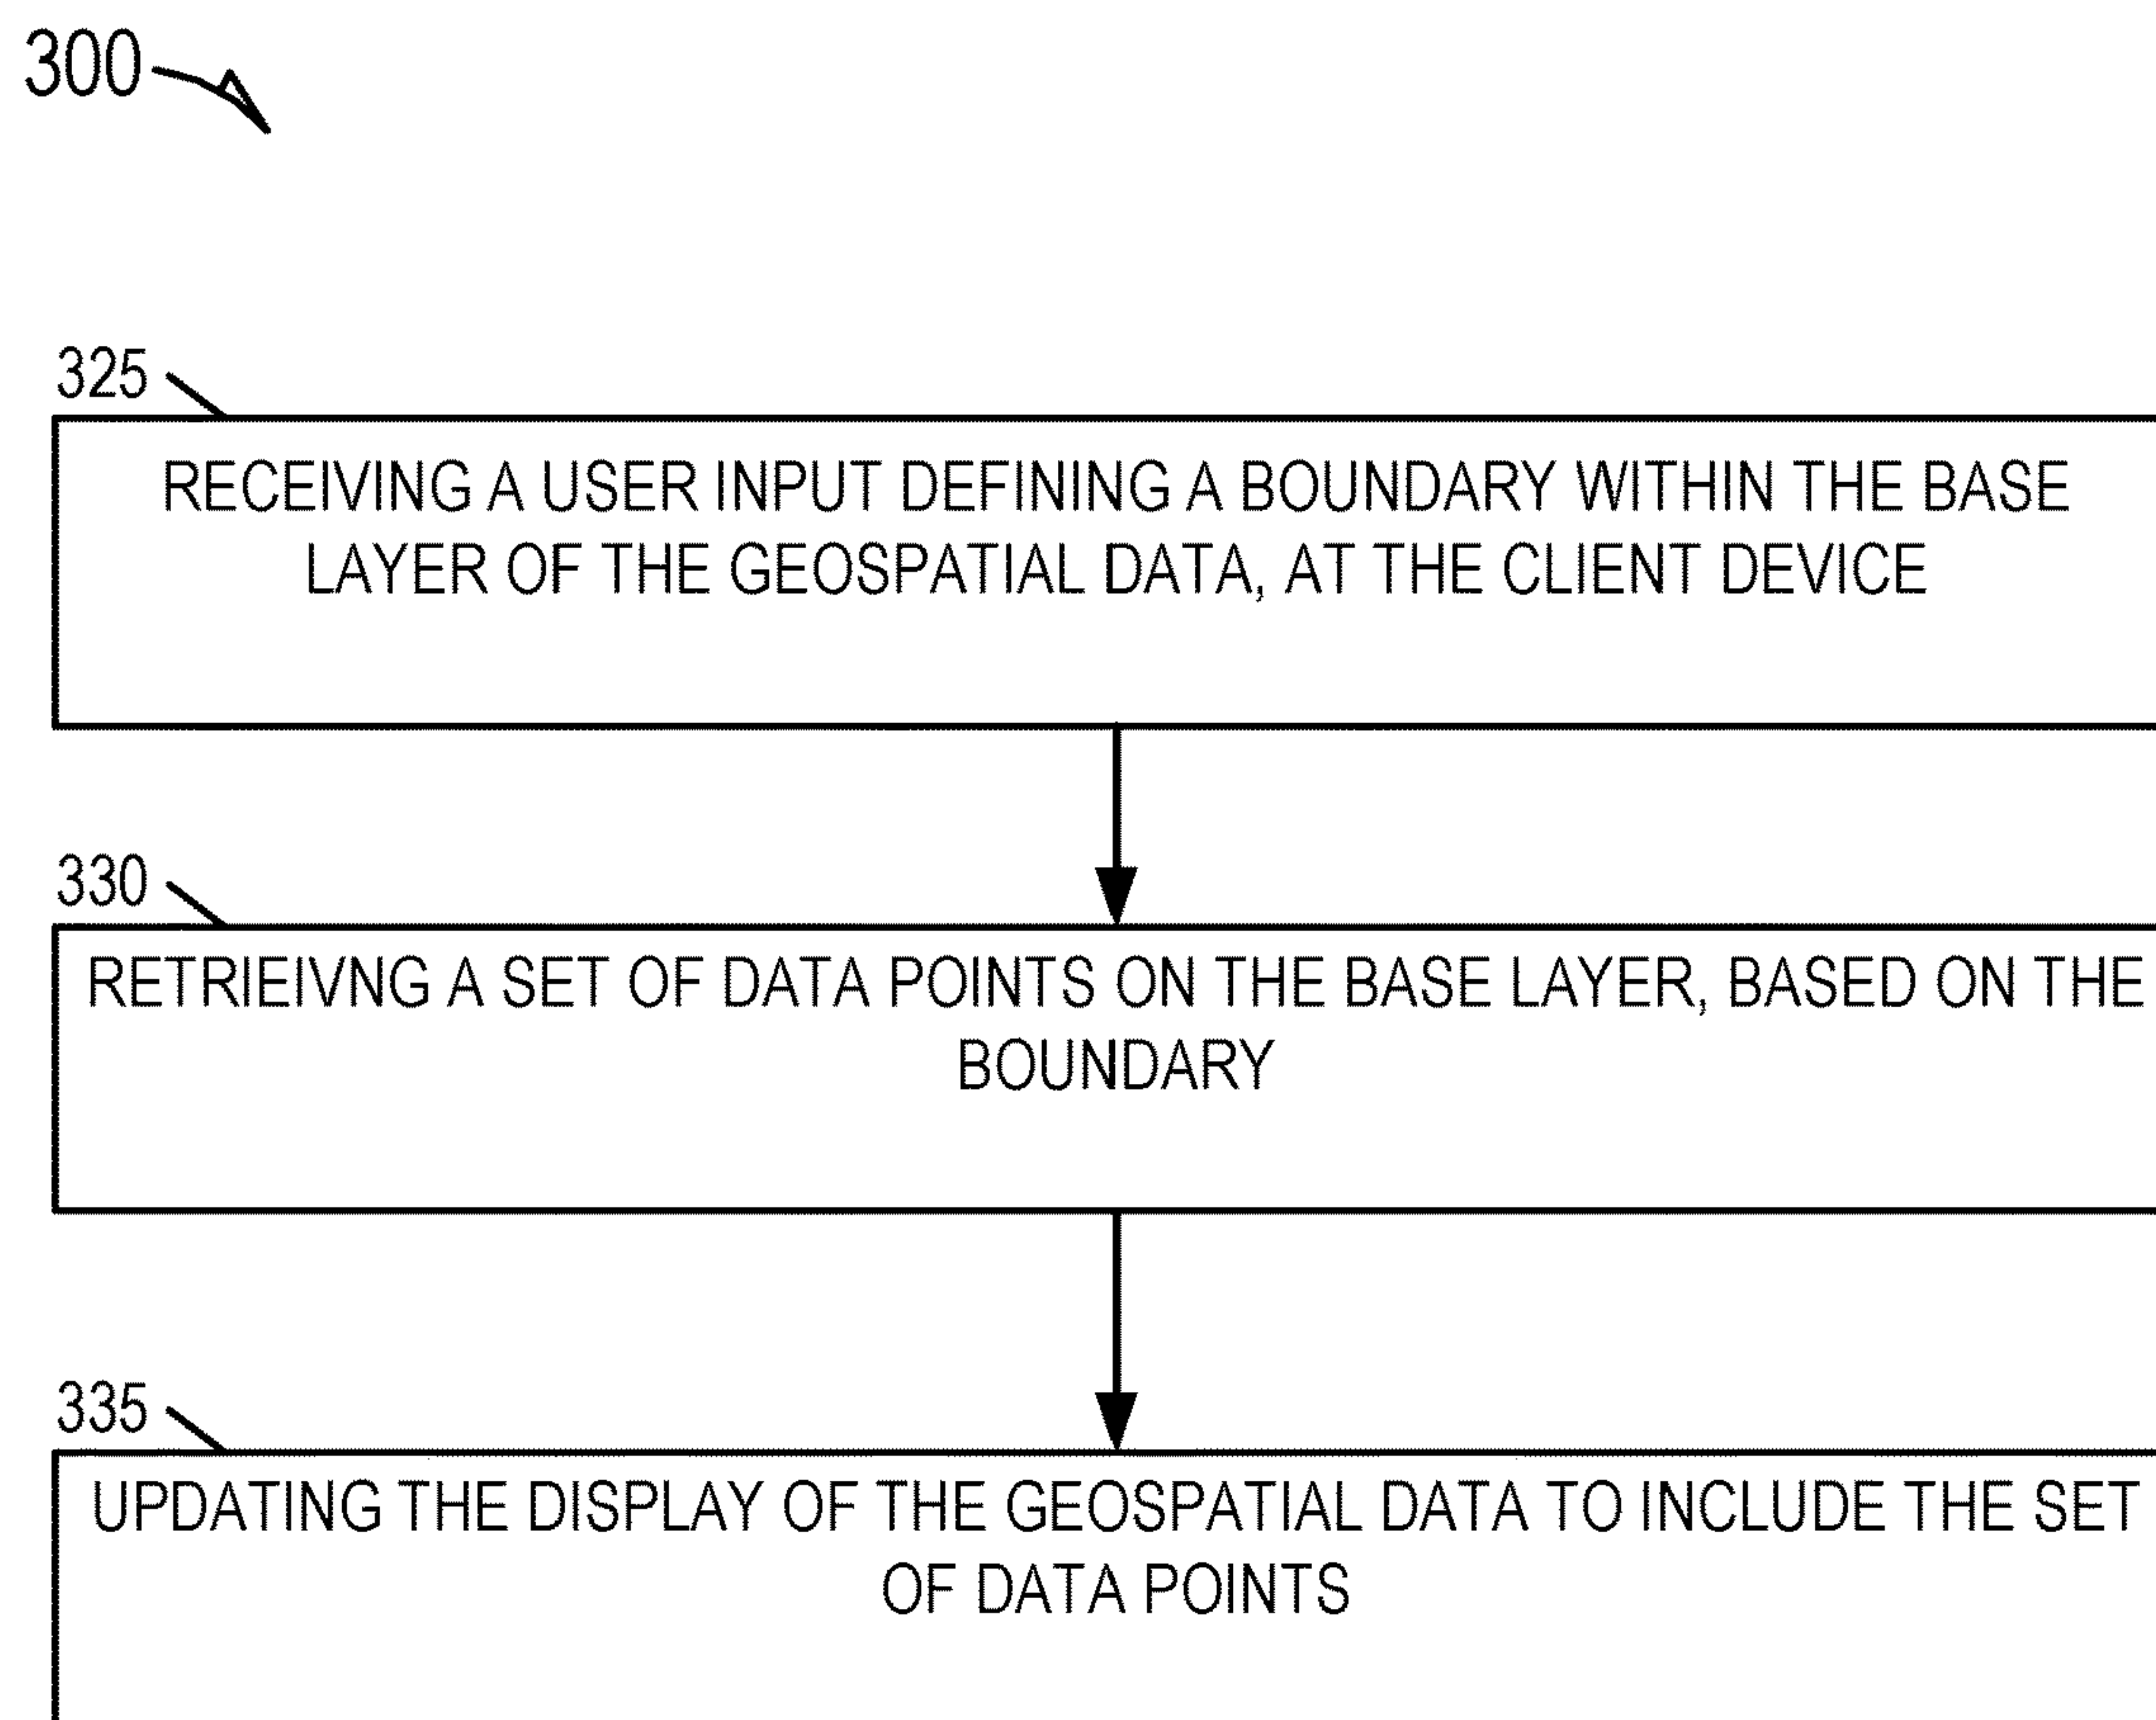 300
325
RECEIVING A USER INPUT DEFINING A BOUNDARY WITHIN THE BASE
LAYER OF THE GEOSPATIAL DATA, AT THE CLIENT DEVICE
330
RETRIEIVNG A SET OF DATA POINTS ON THE BASE LAYER, BASED ON THE
BOUNDARY
335
UPDATING THE DISPLAY OF THE GEOSPATIAL DATA TO INCLUDE THE SET
OF DATA POINTS